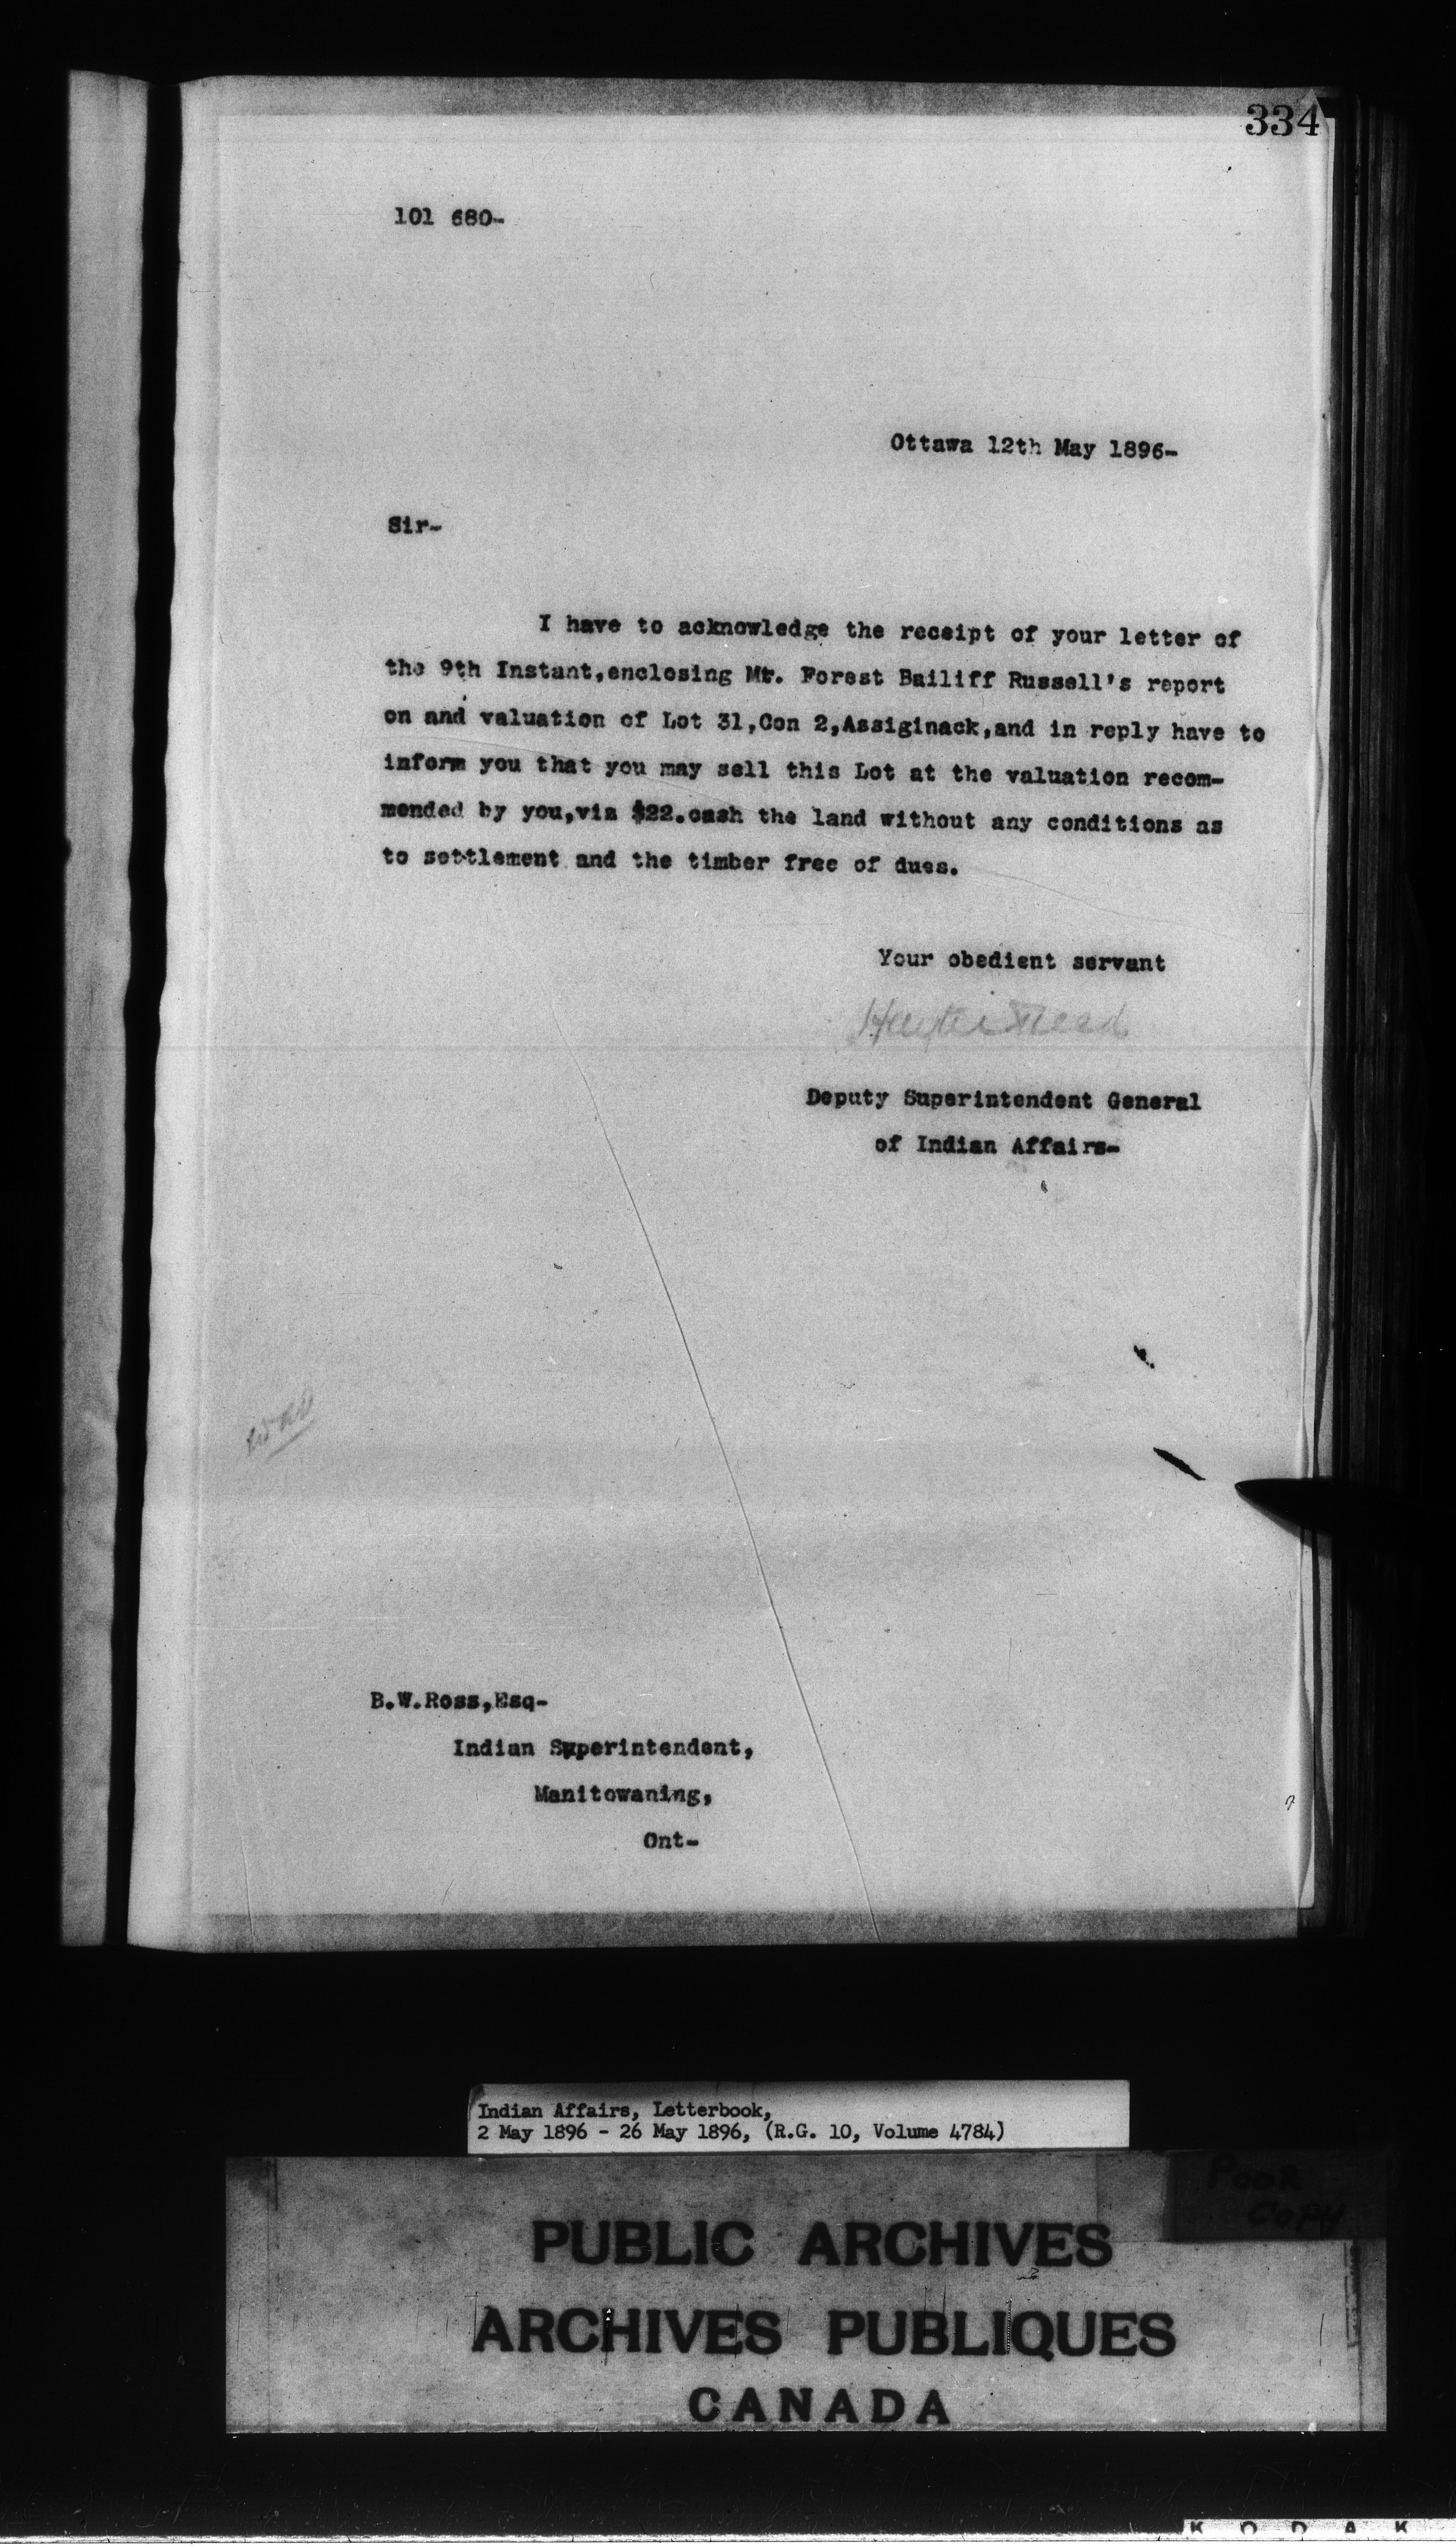 334
101 680-
Ottawa 12th May 1896-
Sir-
I have to acknowledge the receipt of your letter of
the 9th Instant,enclosing Mr. Forest Bailiff Russell's report
on and valuation of Lot 31,Con 2,Assiginack,and in reply have to
inform you that you may sell this Lot at the valuation recom-
mended by you,viz $22.cash the land without any conditions as
to settlement and the timber free of dues.
Your obedient servant
Hayter Reed
Deputy Superintendent General
of Indian Affairs-
B.W.Ross,Esq-
Indian Superintendent,
Manitowaning,
Ont-
Indian Affairs, Letterbook,
2 May 1896 - 26 May 1896, (R.G. 10, Volume 4784)
POOR
COPY
PUBLIC ARCHIVES
ARCHIVES PUBLIQUES
CANADA
KODAK